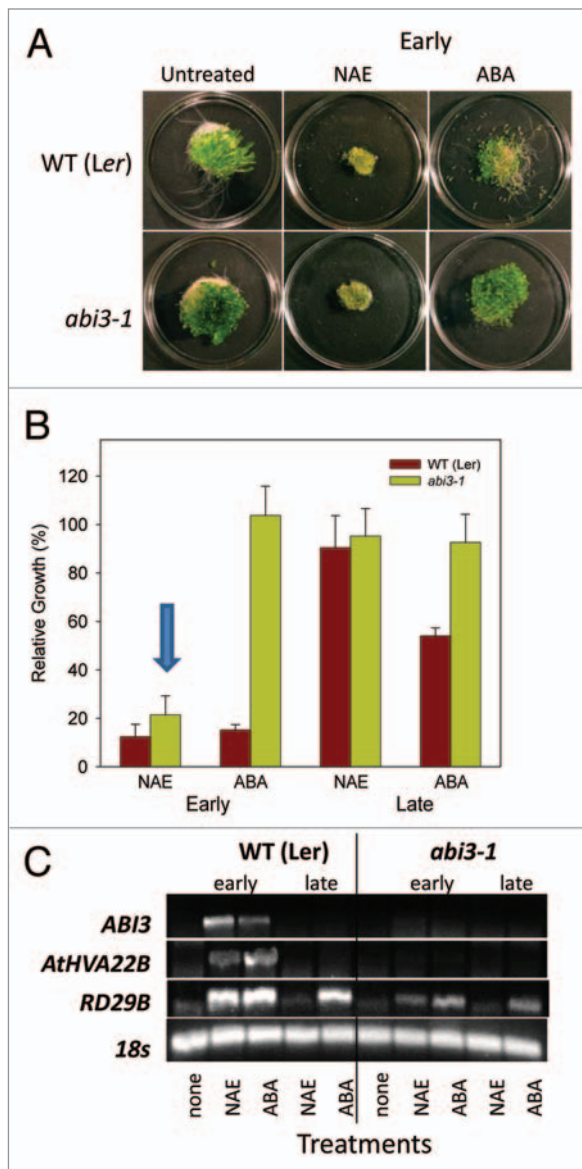 A
Early
Untreated NAE ABA
WT (Ler)
abi3-1
B
120
100
80
60
40
20
0
Relative Growth (%)
WT (Ler)
abi3-1
NAE ABA NAE ABA
Early Late
C
WT (Ler) abi3-1
early late early late
ABI3
AtHVA22B
RD29B
18s
none NAE ABA NAE ABA none NAE ABA NAE ABA
Treatments